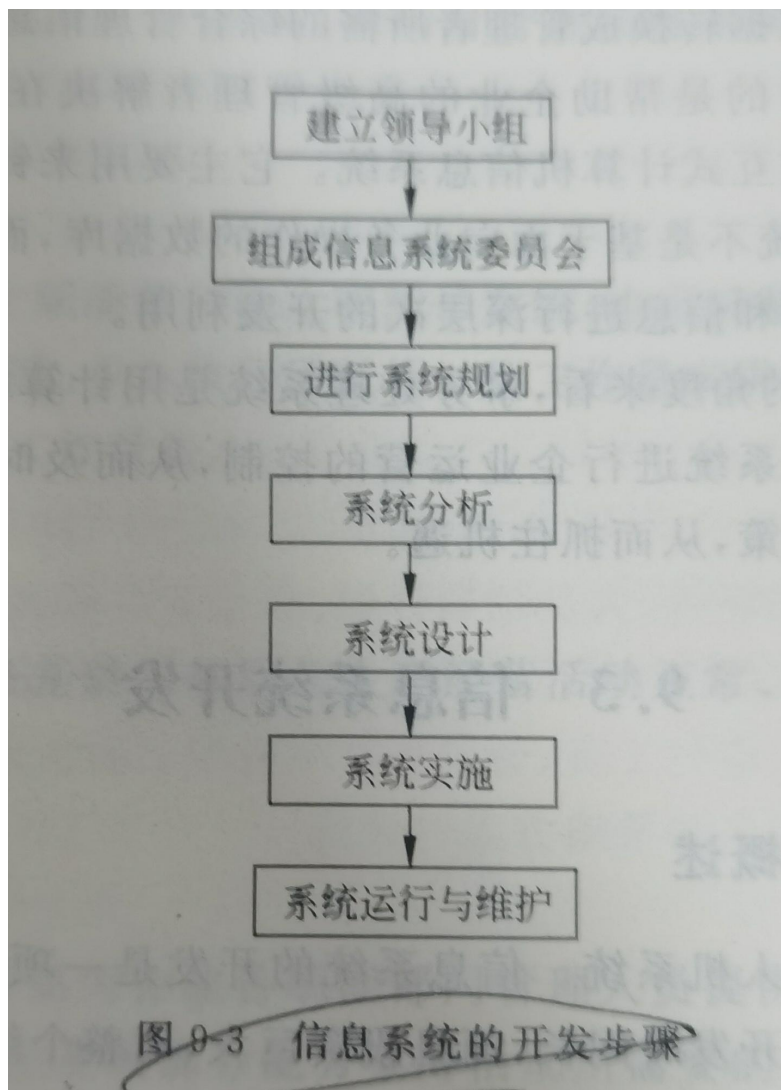 建立领导小组
组成信息系统委员会
进行系统规划
系统分析
系统设计
系统实施
系统运行与维护
图 9-3 信息系统的开发步骤